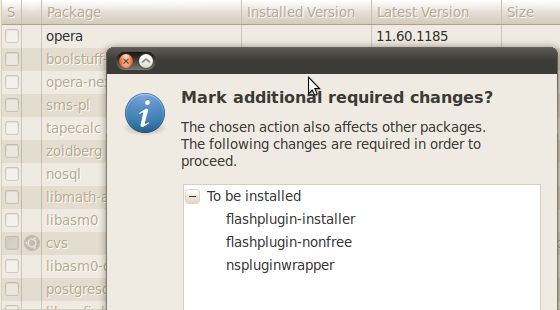 S Package Installed Version Latest Version Size
opera 11.60.1185
boolstuff-
opera-ne
sms-pl
tapecalc
zoidberg
nosql
libmath-a
libasm0
cvs
libasm0-
postgres
Mark additional required changes?
The chosen action also affects other packages.
The following changes are required in order to
proceed.
To be installed
flashplugin-installer
flashplugin-nonfree
nspluginwrapper